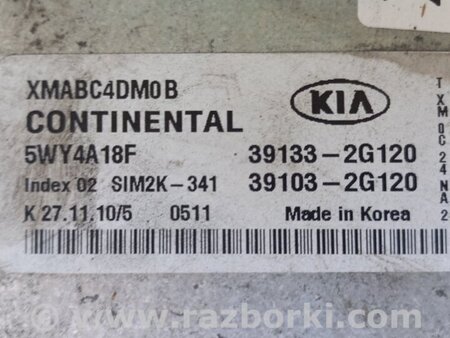 XMABC4DM0B
KIA
CONTINENTAL
5WY4A18F 39133-2G120
Index 02 SIM2K-341 39103-2G120
K 27.11.10/5 0511 Made in Korea
TXM0C24NA2
© www.razborki.com